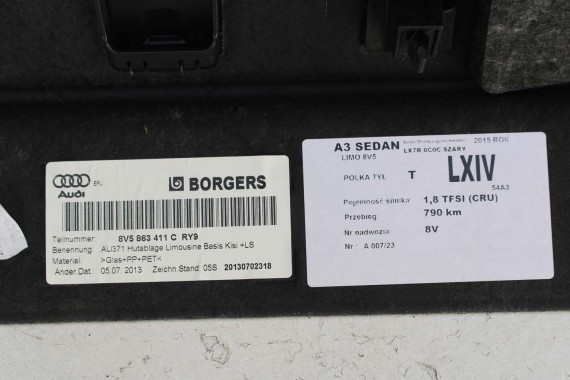 Audi
BRU
BORGERS
Teilnummer: 8V5 863 411 C RY9
Benennung: AU371 Hutablage Limousine Basis Kisi +LS
Material: >Glas+PP+PET<
Änder.Dat.: 05.07. 2013 Zeichn.Stand: 05S 20130702318
A3 SEDAN 2015 ROK
LIMO 8V5 LX7R 0C0C SZARY
POLKA TYŁ T LXIV
54A3
Pojemność silnika: 1,8 TFSI (CRU)
Przebieg: 790 km
Nr nadwozia: 8V
Nr : A 007/23